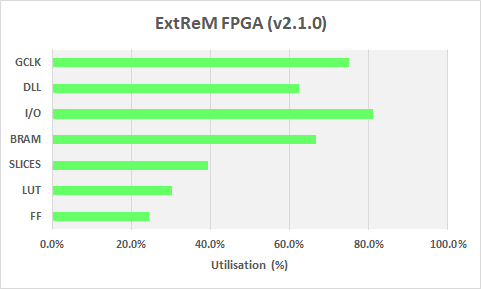 ExtReM FPGA (v2.1.0)
GCLK
DLL
I/O
BRAM
SLICES
LUT
FF
0.0% 20.0% 40.0% 60.0% 80.0% 100.0%
Utilisation (%)